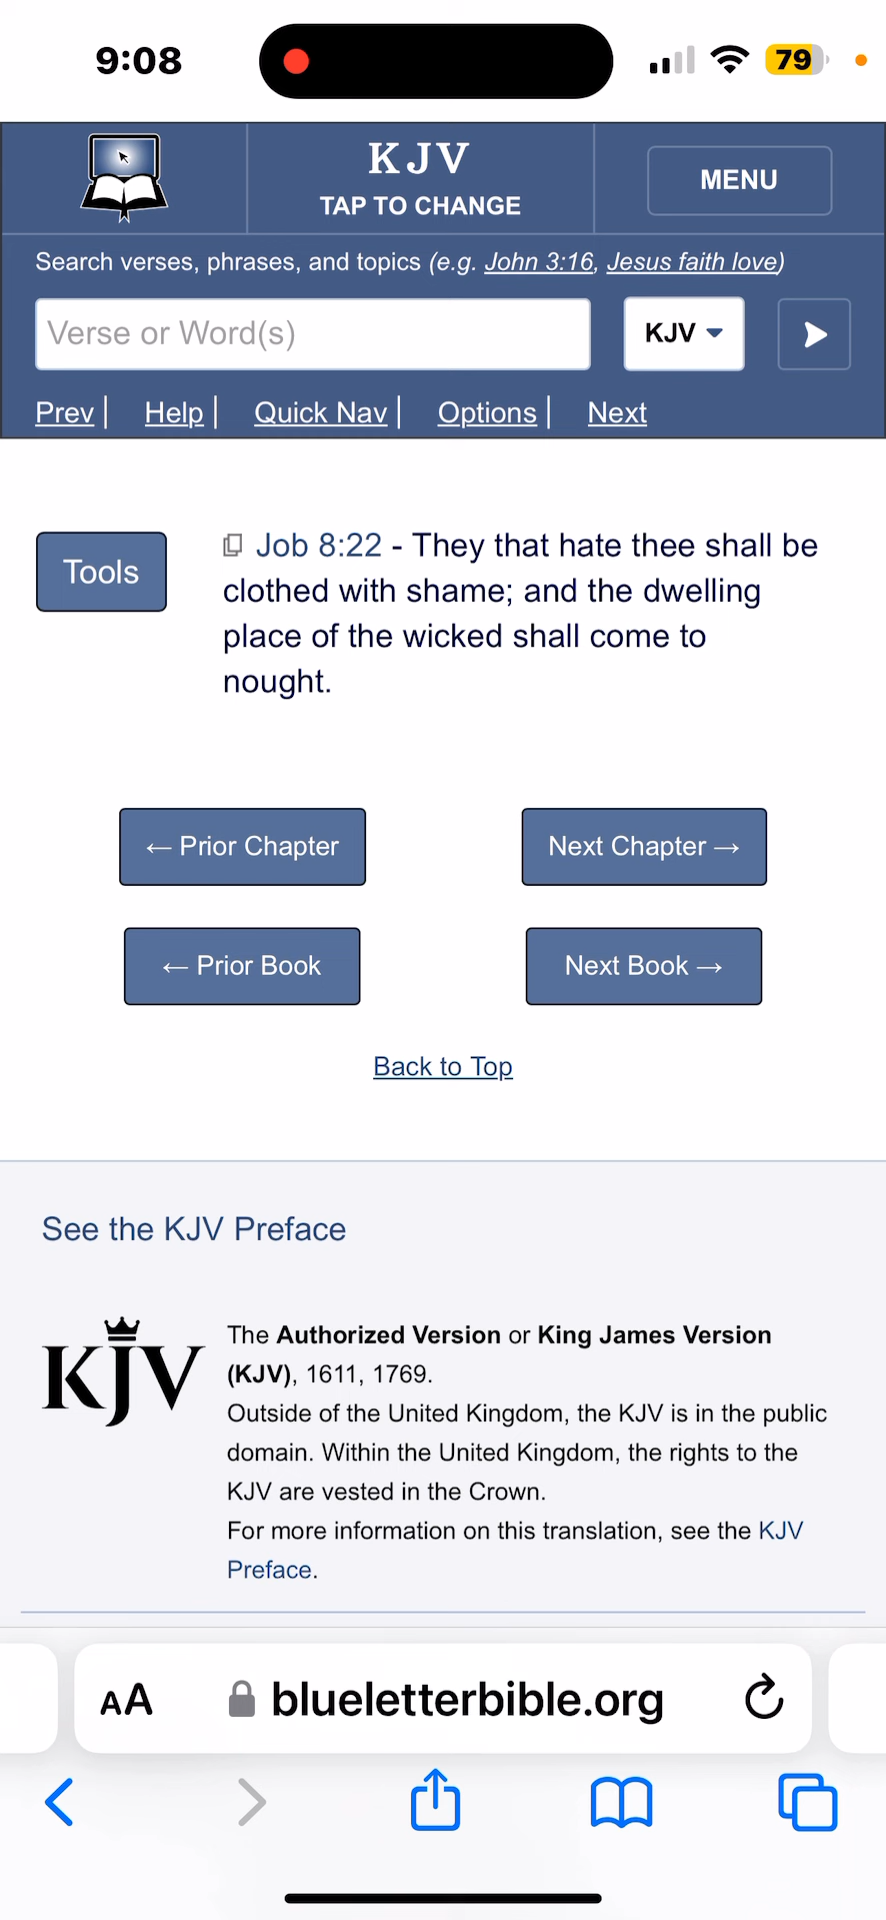 9:08
79
KJV
TAP TO CHANGE
MENU
Search verses, phrases, and topics (e.g. John 3:16, Jesus faith love)
Verse or Word(s)
KJV
Prev | Help | Quick Nav | Options | Next
Tools
Job 8:22 - They that hate thee shall be
clothed with shame; and the dwelling
place of the wicked shall come to
nought.
← Prior Chapter
Next Chapter →
← Prior Book
Next Book →
Back to Top
See the KJV Preface
KJV
The Authorized Version or King James Version
(KJV), 1611, 1769.
Outside of the United Kingdom, the KJV is in the public
domain. Within the United Kingdom, the rights to the
KJV are vested in the Crown.
For more information on this translation, see the KJV
Preface.
AA
blueletterbible.org